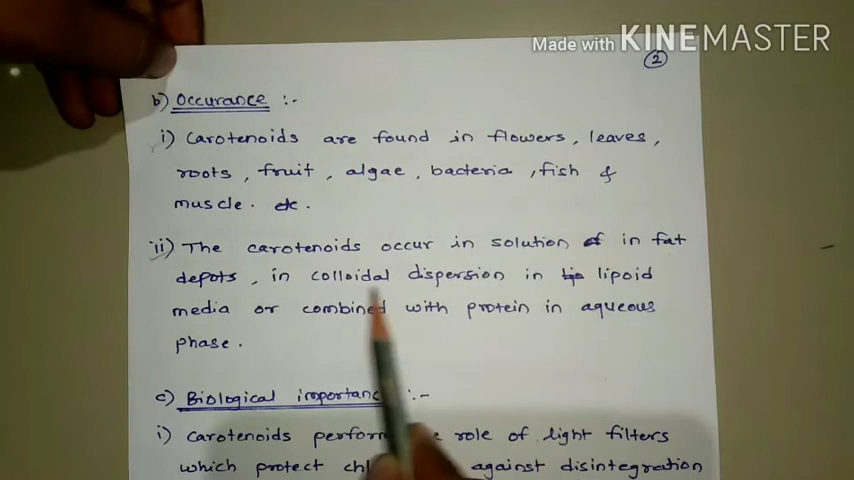 Made with KINEMASTER
2
b) Occurance :-
i) Carotenoids are found in flowers, leaves,
roots, fruit, algae, bacteria, fish &
muscle. etc.
ii) The carotenoids occur in solution of in fat
depots, in colloidal dispersion in lipoid
media or combined with protein in aqueous
phase.
c) Biological importanc :-
i) Carotenoids perform role of light filters
which protect against disintegration